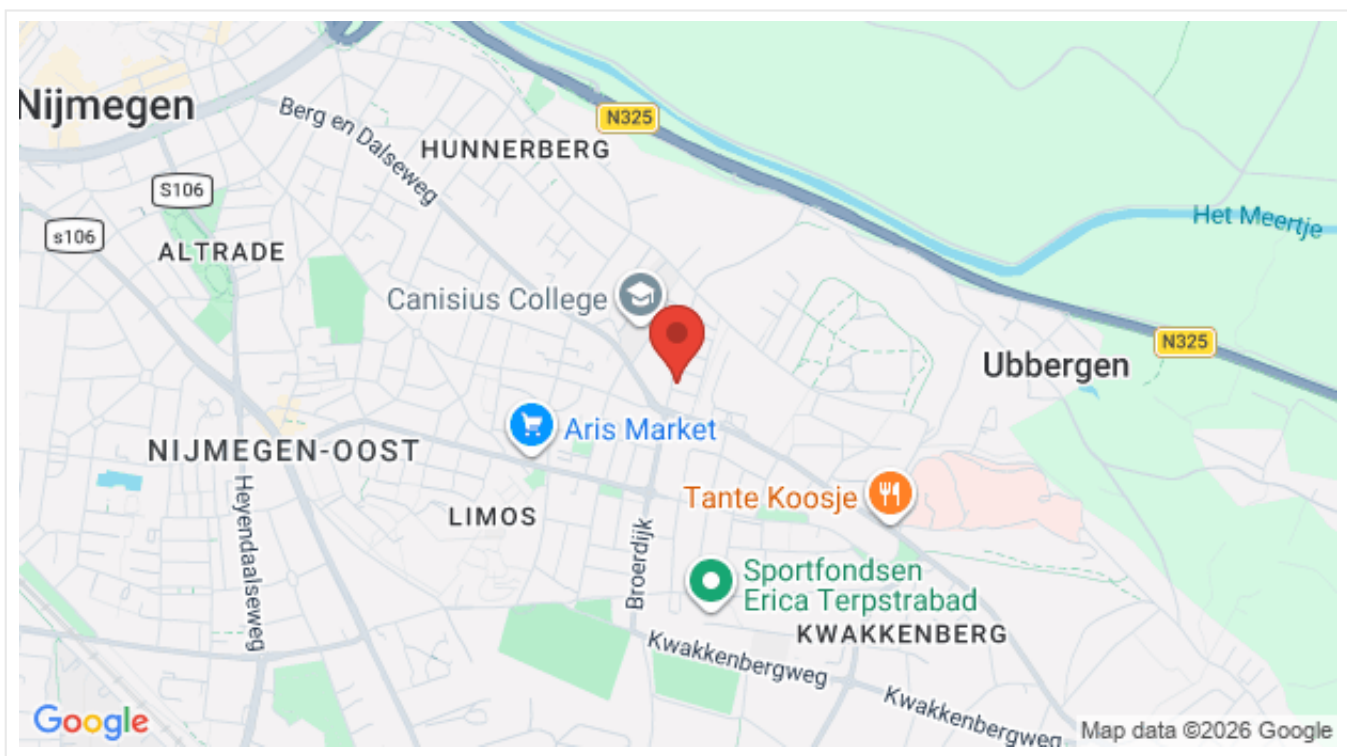 Nijmegen
Berg en Dalseweg
N325
HUNNERBERG
S106
s106
ALTRADE
Het Meertje
Canisius College
N325
Ubbergen
Aris Market
NIJMEGEN-OOST
Heyendaalseweg
LIMOS
Tante Koosje
Broerdijk
Sportfondsen
Erica Terpstrabad
KWAKKENBERG
Kwakkenbergweg
Kwakkenbergweg
Google
Map data ©2026 Google